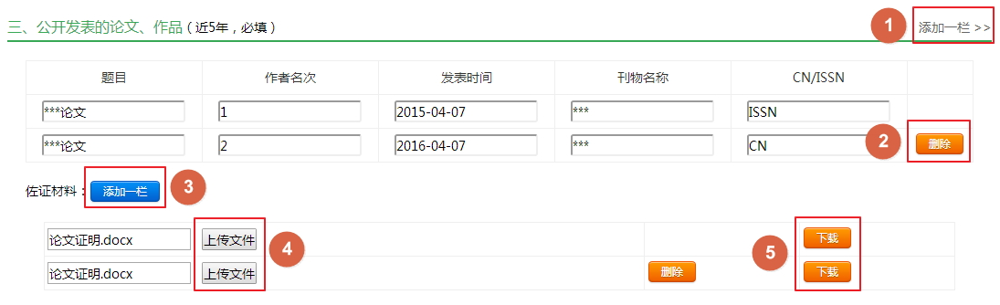 三、公开发表的论文、作品（近5年，必填） 1 添加一栏 >>
题目 作者名次 发表时间 刊物名称 CN/ISSN
***论文 1 2015-04-07 *** ISSN
***论文 2 2016-04-07 *** CN 2 删除
佐证材料： 添加一栏 3
论文证明.docx 上传文件 4 5 下载
论文证明.docx 上传文件 删除 下载